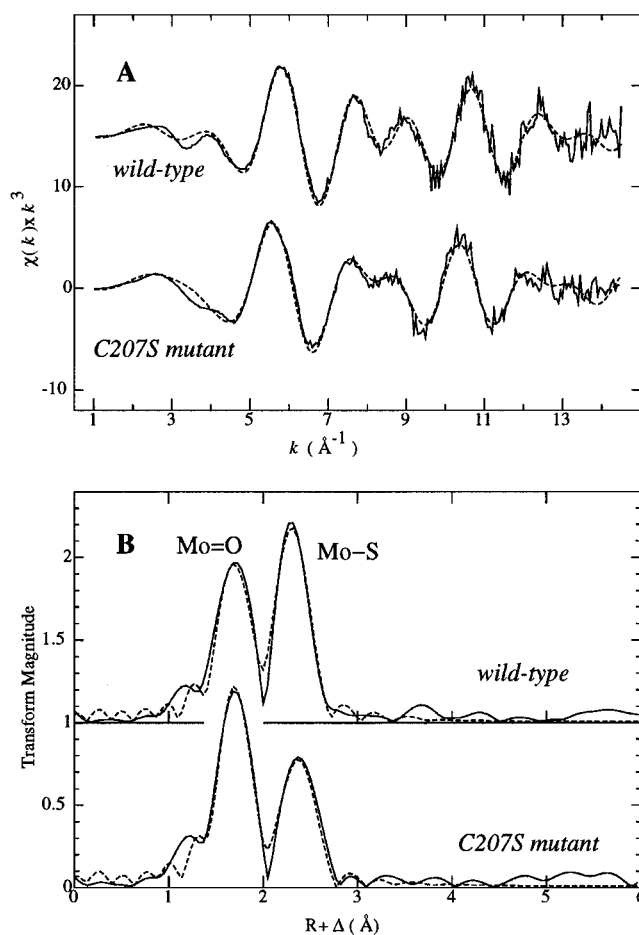 A
20
10
0
-10
χ(k)x k³
wild-type
C207S mutant
1 3 5 7 9 11 13
k (Å⁻¹)
B
Mo=O
Mo–S
2
1.5
1
0.5
0
Transform Magnitude
wild-type
C207S mutant
0 1 2 3 4 5 6
R+Δ (Å)